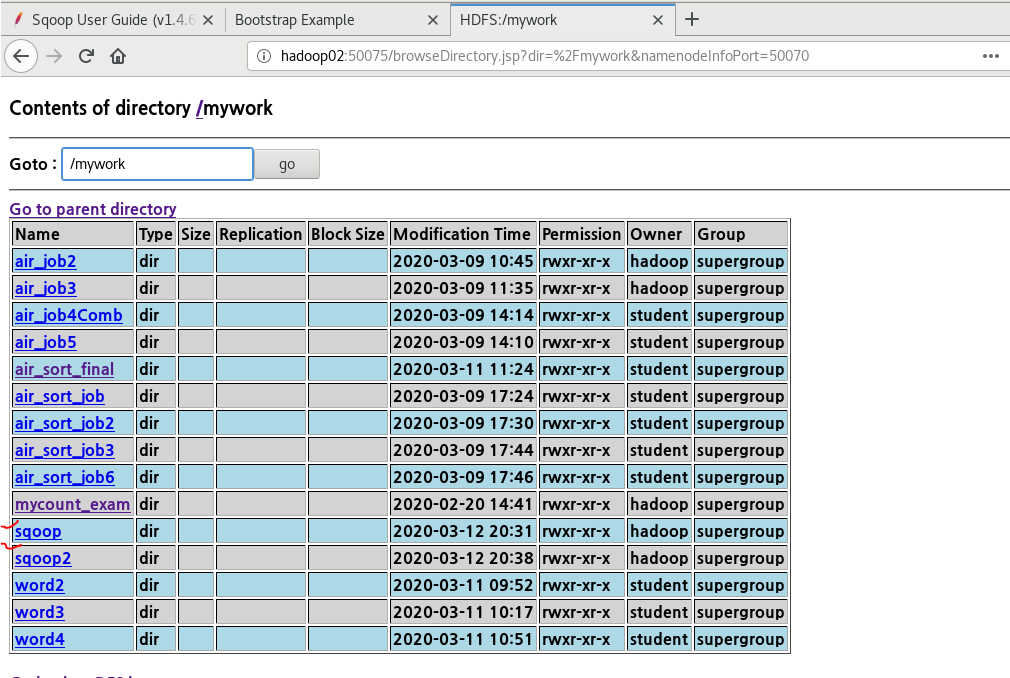 Sqoop User Guide (v1.4.6 Bootstrap Example HDFS:/mywork
hadoop02:50075/browseDirectory.jsp?dir=%2Fmywork&namenodeInfoPort=50070
Contents of directory /mywork
Goto : /mywork go
Go to parent directory
Name Type Size Replication Block Size Modification Time Permission Owner Group
air_job2 dir 2020-03-09 10:45 rwxr-xr-x hadoop supergroup
air_job3 dir 2020-03-09 11:35 rwxr-xr-x hadoop supergroup
air_job4Comb dir 2020-03-09 14:14 rwxr-xr-x student supergroup
air_job5 dir 2020-03-09 14:10 rwxr-xr-x student supergroup
air_sort_final dir 2020-03-11 11:24 rwxr-xr-x student supergroup
air_sort_job dir 2020-03-09 17:24 rwxr-xr-x student supergroup
air_sort_job2 dir 2020-03-09 17:30 rwxr-xr-x student supergroup
air_sort_job3 dir 2020-03-09 17:44 rwxr-xr-x student supergroup
air_sort_job6 dir 2020-03-09 17:46 rwxr-xr-x student supergroup
mycount_exam dir 2020-02-20 14:41 rwxr-xr-x hadoop supergroup
sqoop dir 2020-03-12 20:31 rwxr-xr-x hadoop supergroup
sqoop2 dir 2020-03-12 20:38 rwxr-xr-x hadoop supergroup
word2 dir 2020-03-11 09:52 rwxr-xr-x student supergroup
word3 dir 2020-03-11 10:17 rwxr-xr-x student supergroup
word4 dir 2020-03-11 10:51 rwxr-xr-x student supergroup